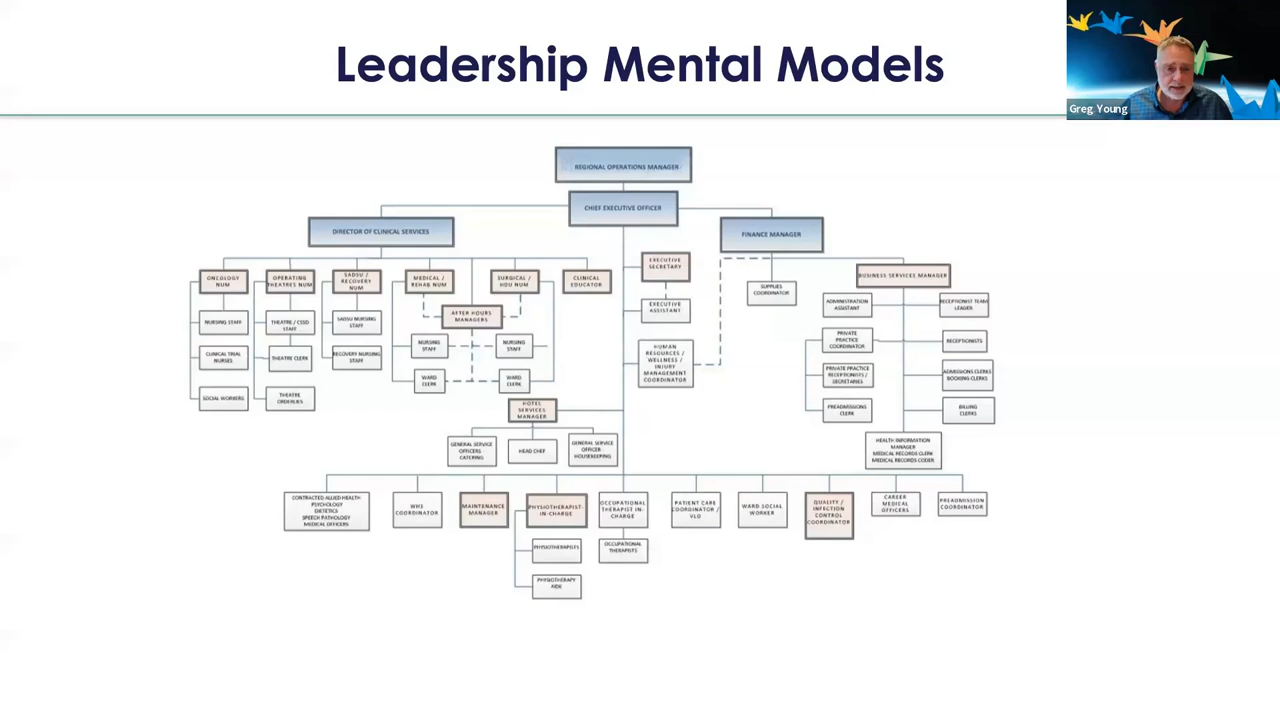 Leadership Mental Models
Greg Young
REGIONAL OPERATIONS MANAGER
CHIEF EXECUTIVE OFFICER
DIRECTOR OF CLINICAL SERVICES
FINANCE MANAGER
ONCOLOGY
NUM
OPERATING
THEATRES NUM
SADSU /
RECOVERY
NUM
MEDICAL /
REHAB NUM
SURGICAL /
HDU NUM
CLINICAL
EDUCATOR
EXECUTIVE
SECRETARY
BUSINESS SERVICES MANAGER
SUPPLIES
COORDINATOR
EXECUTIVE
ASSISTANT
ADMINISTRATION
ASSISTANT
RECEPTIONIST TEAM
LEADER
AFTER HOURS
MANAGERS
NURSING STAFF
THEATRE / CSSD
STAFF
SADSU NURSING
STAFF
NURSING
STAFF
NURSING
STAFF
HUMAN
RESOURCES /
WELLNESS /
INJURY
MANAGEMENT
COORDINATOR
PRIVATE
PRACTICE
COORDINATOR
RECEPTIONISTS
CLINICAL TRIAL
NURSES
THEATRE CLERK
RECOVERY NURSING
STAFF
WARD
CLERK
WARD
CLERK
PRIVATE PRACTICE
RECEPTIONISTS /
SECRETARIES
ADMISSIONS CLERKS
BOOKING CLERKS
SOCIAL WORKERS
THEATRE
ORDERLIES
HOTEL
SERVICES
MANAGER
PREADMISSIONS
CLERK
BILLING
CLERKS
GENERAL SERVICE
OFFICERS
CATERING
HEAD CHEF
GENERAL SERVICE
OFFICER
HOUSEKEEPING
HEALTH INFORMATION
MANAGER
MEDICAL RECORDS CLERK
MEDICAL RECORDS CODER
CONTRACTED ALLIED HEALTH
PSYCHOLOGY
DIETETICS
SPEECH PATHOLOGY
MEDICAL OFFICERS
WHS
COORDINATOR
MAINTENANCE
MANAGER
PHYSIOTHERAPIST-
IN-CHARGE
OCCUPATIONAL
THERAPIST IN-
CHARGE
PATIENT CARE
COORDINATOR /
VLO
WARD SOCIAL
WORKER
QUALITY /
INFECTION
CONTROL
COORDINATOR
CAREER
MEDICAL
OFFICERS
PREADMISSION
COORDINATOR
PHYSIOTHERAPISTS
OCCUPATIONAL
THERAPISTS
PHYSIOTHERAPY
AIDE